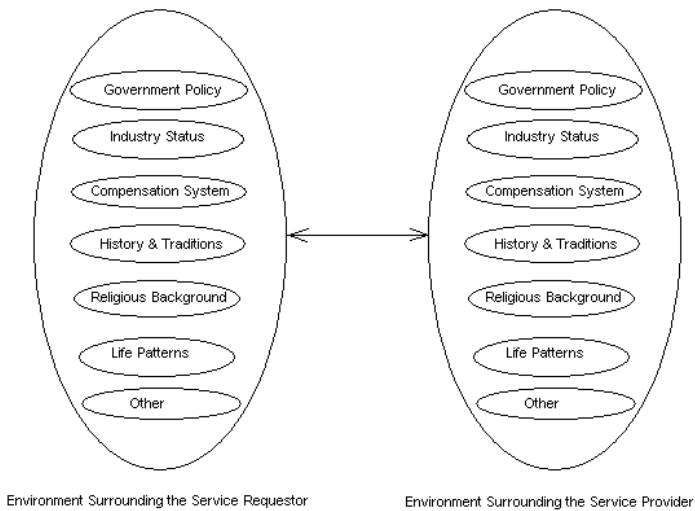 Government Policy
Industry Status
Compensation System
History & Traditions
Religious Background
Life Patterns
Other
Environment Surrounding the Service Requestor
Government Policy
Industry Status
Compensation System
History & Traditions
Religious Background
Life Patterns
Other
Environment Surrounding the Service Provider